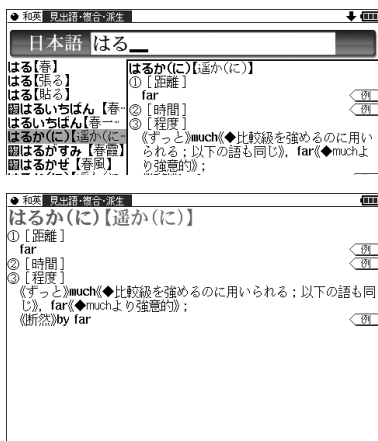 和英 見出語･複合･派生
日本語 はる
はる【春】
はる【張る】
はる【貼る】
はるいちばん【春
はるいちばん【春一
はるか(に)【遥か(に
はるがすみ【春霞】
はるかぜ【春風】
はるか(に)【遥か(に)】
①［距離］
far
例
②［時間］
例
③［程度］
《ずっと》much《◆比較級を強めるのに用い
られる；以下の語も同じ》, far《◆muchよ
り強意的》；
和英 見出語･複合･派生
はるか(に)【遥か(に)】
①［距離］
far
例
②［時間］
例
③［程度］
《ずっと》much《◆比較級を強めるのに用いられる；以下の語も同
じ》, far《◆muchより強意的》；
《断然》by far
例